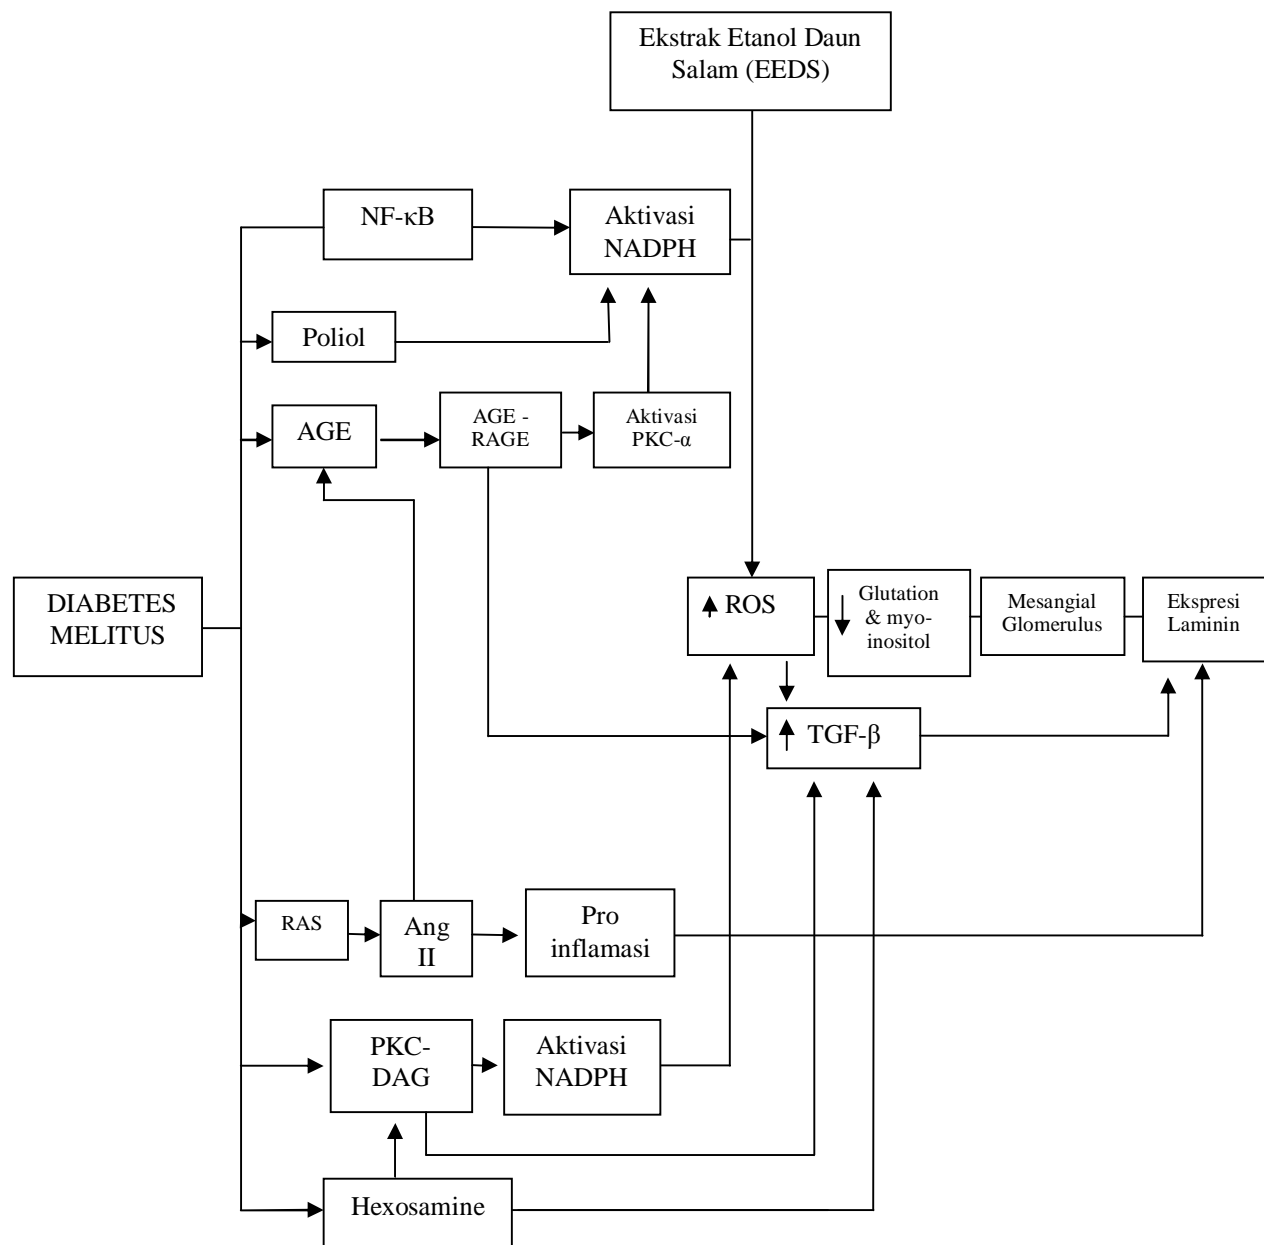 Ekstrak Etanol Daun
Salam (EEDS)
NF-κB
Aktivasi
NADPH
Poliol
AGE
AGE -
RAGE
Aktivasi
PKC-α
DIABETES
MELITUS
ROS
Glutation
& myo-
inositol
Mesangial
Glomerulus
Ekspresi
Laminin
TGF-β
RAS
Ang
II
Pro
inflamasi
PKC-
DAG
Aktivasi
NADPH
Hexosamine